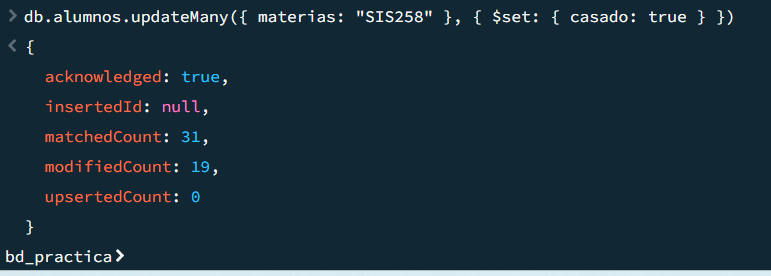 > db.alumnos.updateMany({ materias: "SIS258" }, { $set: { casado: true } })
< {
acknowledged: true,
insertedId: null,
matchedCount: 31,
modifiedCount: 19,
upsertedCount: 0
}
bd_practica>